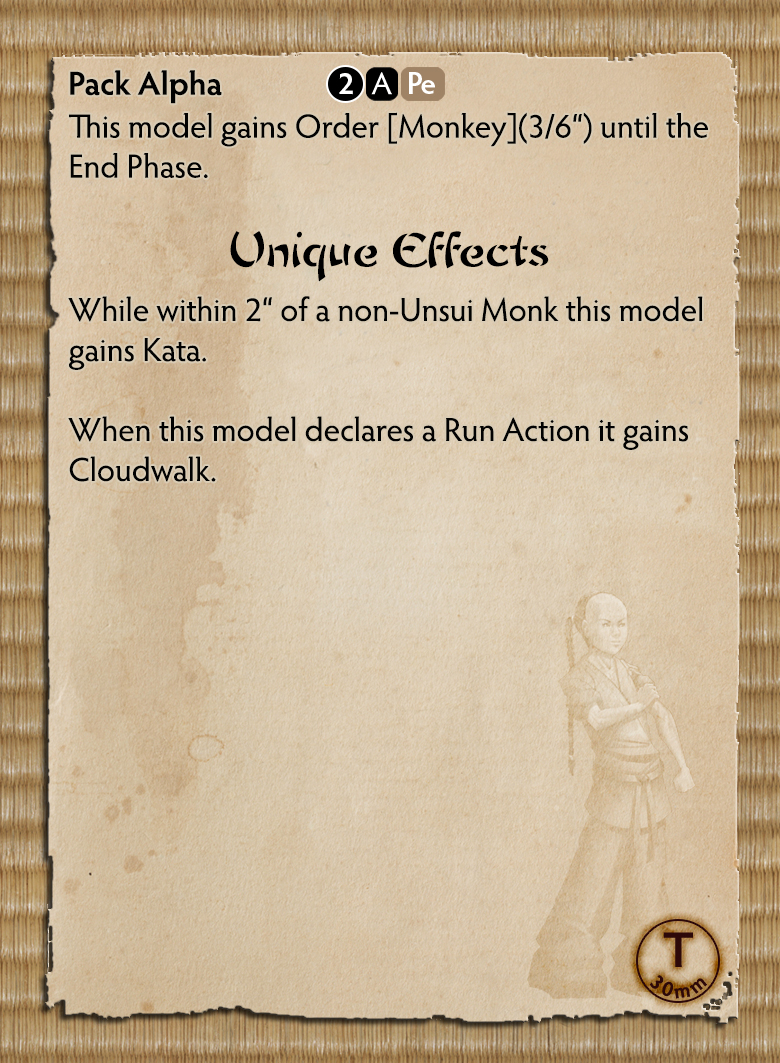 Pack Alpha 2 A Pe
This model gains Order [Monkey](3/6“) until the
End Phase.
Unique Effects
While within 2“ of a non-Unsui Monk this model
gains Kata.
When this model declares a Run Action it gains
Cloudwalk.
T
30mm